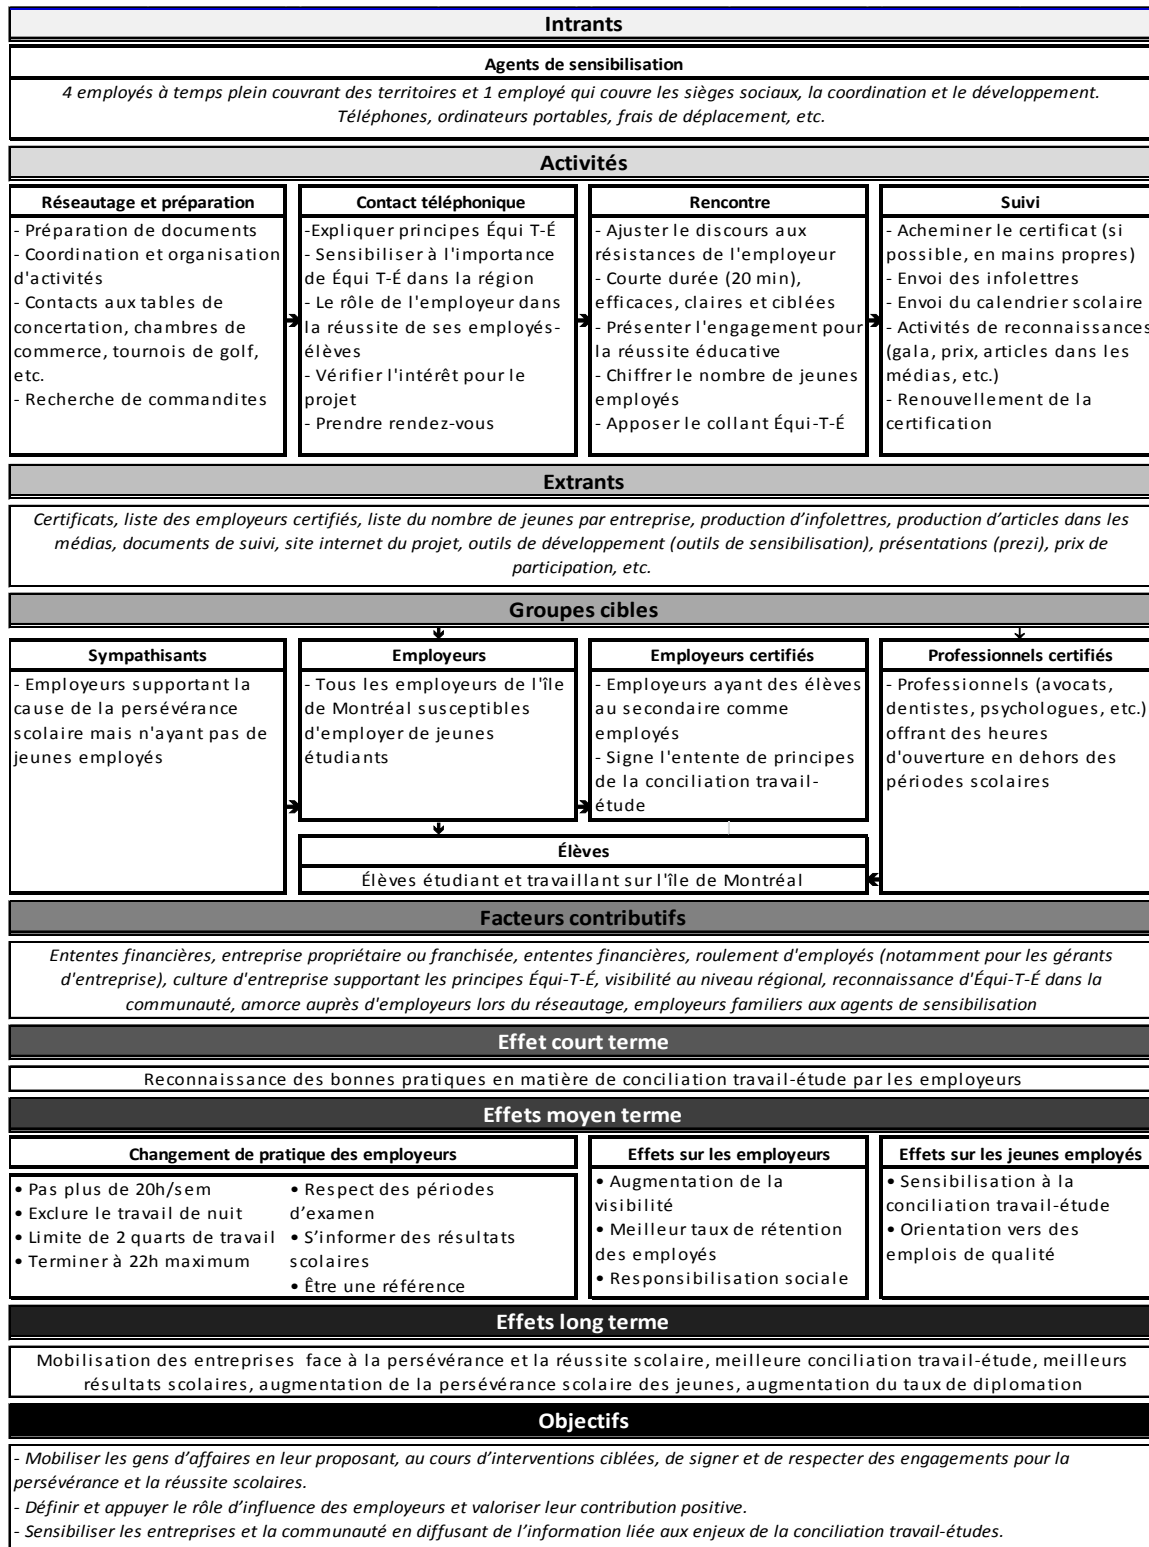 Intrants
Agents de sensibilisation
4 employés à temps plein couvrant des territoires et 1 employé qui couvre les sièges sociaux, la coordination et le développement.
Téléphones, ordinateurs portables, frais de déplacement, etc.
Activités
Réseautage et préparation
- Préparation de documents
- Coordination et organisation
d'activités
- Contacts aux tables de
concertation, chambres de
commerce, tournois de golf,
etc.
- Recherche de commandites
Contact téléphonique
-Expliquer principes Équi T-É
- Sensibiliser à l'importance
de Équi T-É dans la région
- Le rôle de l'employeur dans
la réussite de ses employés-
élèves
- Vérifier l'intérêt pour le
projet
- Prendre rendez-vous
Rencontre
- Ajuster le discours aux
résistances de l'employeur
- Courte durée (20 min),
efficaces, claires et ciblées
- Présenter l'engagement pour
la réussite éducative
- Chiffrer le nombre de jeunes
employés
- Apposer le collant Équi-T-É
Suivi
- Acheminer le certificat (si
possible, en mains propres)
- Envoi des infolettres
- Envoi du calendrier scolaire
- Activités de reconnaissances
(gala, prix, articles dans les
médias, etc.)
- Renouvellement de la
certification
Extrants
Certificats, liste des employeurs certifiés, liste du nombre de jeunes par entreprise, production d'infolettres, production d'articles dans les
médias, documents de suivi, site internet du projet, outils de développement (outils de sensibilisation), présentations (prezi), prix de
participation, etc.
Groupes cibles
Sympathisants
- Employeurs supportant la
cause de la persévérance
scolaire mais n'ayant pas de
jeunes employés
Employeurs
- Tous les employeurs de l'île
de Montréal susceptibles
d'employer de jeunes
étudiants
Employeurs certifiés
- Employeurs ayant des élèves
au secondaire comme
employés
- Signe l'entente de principes
de la conciliation travail-
étude
Professionnels certifiés
- Professionnels (avocats,
dentistes, psychologues, etc.)
offrant des heures
d'ouverture en dehors des
périodes scolaires
Élèves
Élèves étudiant et travaillant sur l'île de Montréal
Facteurs contributifs
Ententes financières, entreprise propriétaire ou franchisée, ententes financières, roulement d'employés (notamment pour les gérants
d'entreprise), culture d'entreprise supportant les principes Équi-T-É, visibilité au niveau régional, reconnaissance d'Équi-T-É dans la
communauté, amorce auprès d'employeurs lors du réseautage, employeurs familiers aux agents de sensibilisation
Effet court terme
Reconnaissance des bonnes pratiques en matière de conciliation travail-étude par les employeurs
Effets moyen terme
Changement de pratique des employeurs
• Pas plus de 20h/sem
• Exclure le travail de nuit
• Limite de 2 quarts de travail
• Terminer à 22h maximum
• Respect des périodes
d'examen
• S'informer des résultats
scolaires
• Être une référence
Effets sur les employeurs
• Augmentation de la
visibilité
• Meilleur taux de rétention
des employés
• Responsibilisation sociale
Effets sur les jeunes employés
• Sensibilisation à la
conciliation travail-étude
• Orientation vers des
emplois de qualité
Effets long terme
Mobilisation des entreprises face à la persévérance et la réussite scolaire, meilleure conciliation travail-étude, meilleurs
résultats scolaires, augmentation de la persévérance scolaire des jeunes, augmentation du taux de diplomation
Objectifs
- Mobiliser les gens d'affaires en leur proposant, au cours d'interventions ciblées, de signer et de respecter des engagements pour la
persévérance et la réussite scolaires.
- Définir et appuyer le rôle d'influence des employeurs et valoriser leur contribution positive.
- Sensibiliser les entreprises et la communauté en diffusant de l'information liée aux enjeux de la conciliation travail-études.